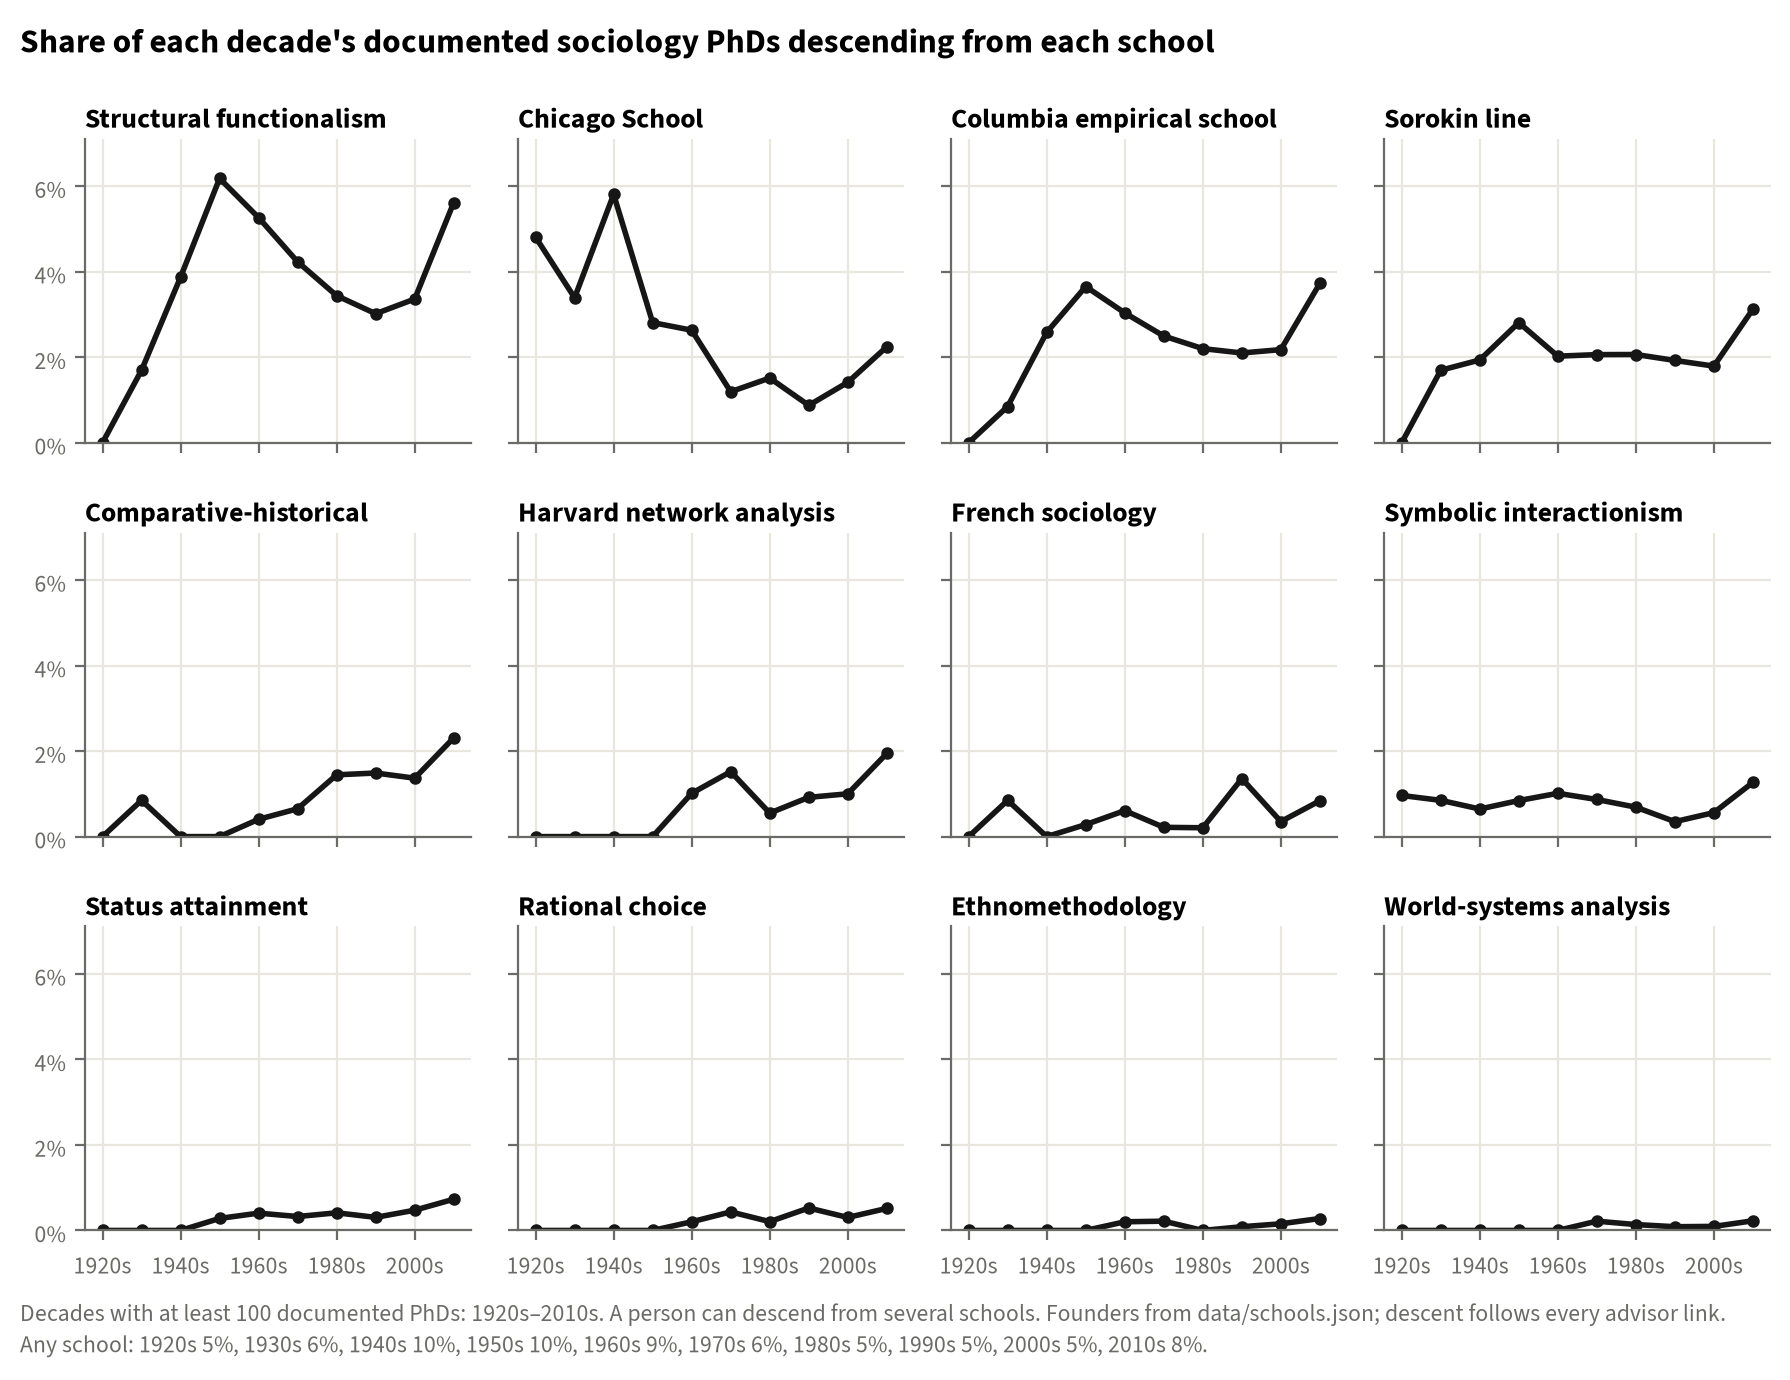 Share of each decade's documented sociology PhDs descending from each school
Structural functionalism
Chicago School
Columbia empirical school
Sorokin line
6%
4%
2%
0%
Comparative-historical
Harvard network analysis
French sociology
Symbolic interactionism
6%
4%
2%
0%
Status attainment
Rational choice
Ethnomethodology
World-systems analysis
6%
4%
2%
0%
1920s 1940s 1960s 1980s 2000s
1920s 1940s 1960s 1980s 2000s
1920s 1940s 1960s 1980s 2000s
1920s 1940s 1960s 1980s 2000s
Decades with at least 100 documented PhDs: 1920s–2010s. A person can descend from several schools. Founders from data/schools.json; descent follows every advisor link.
Any school: 1920s 5%, 1930s 6%, 1940s 10%, 1950s 10%, 1960s 9%, 1970s 6%, 1980s 5%, 1990s 5%, 2000s 5%, 2010s 8%.